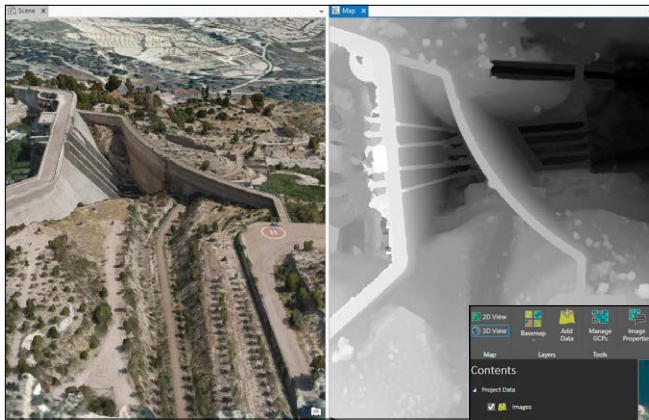 Scene
Map
H
2D View
3D View
Basemap
Add
Data
Manage
GCPs
Image
Properties
Map
Layers
Tools
Contents
Project Data
Images